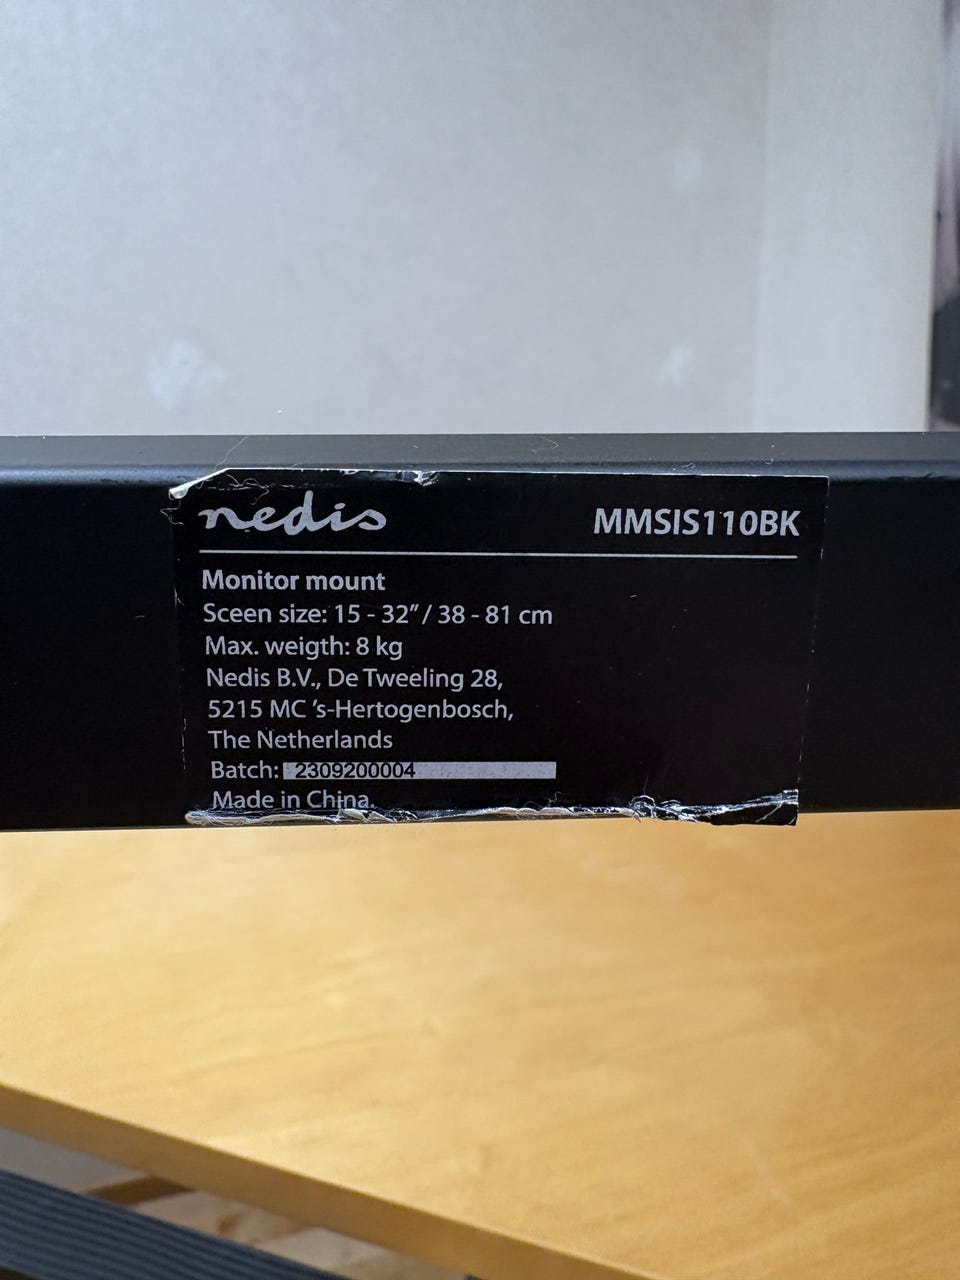 nedis MMSIS110BK
Monitor mount
Sceen size: 15 - 32” / 38 - 81 cm
Max. weigth: 8 kg
Nedis B.V., De Tweeling 28,
5215 MC ’s-Hertogenbosch,
The Netherlands
Batch: 2309200004
Made in China.